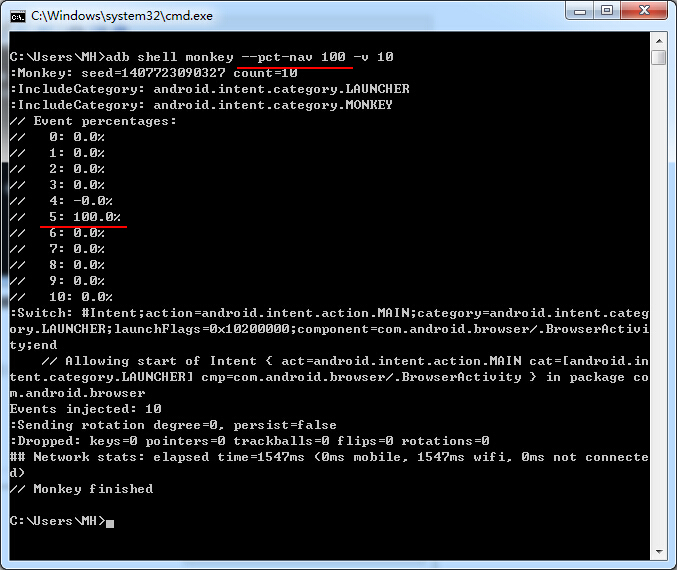 C:\Windows\system32\cmd.exe
C:\Users\MH>adb shell monkey --pct-nav 100 -v 10
:Monkey: seed=1407723090327 count=10
:IncludeCategory: android.intent.category.LAUNCHER
:IncludeCategory: android.intent.category.MONKEY
// Event percentages:
//   0: 0.0%
//   1: 0.0%
//   2: 0.0%
//   3: 0.0%
//   4: -0.0%
//   5: 100.0%
//   6: 0.0%
//   7: 0.0%
//   8: 0.0%
//   9: 0.0%
//   10: 0.0%
:Switch: #Intent;action=android.intent.action.MAIN;category=android.intent.categ
ory.LAUNCHER;launchFlags=0x10200000;component=com.android.browser/.BrowserActivi
ty;end
    // Allowing start of Intent { act=android.intent.action.MAIN cat=[android.in
tent.category.LAUNCHER] cmp=com.android.browser/.BrowserActivity } in package co
m.android.browser
Events injected: 10
:Sending rotation degree=0, persist=false
:Dropped: keys=0 pointers=0 trackballs=0 flips=0 rotations=0
## Network stats: elapsed time=1547ms (0ms mobile, 1547ms wifi, 0ms not connecte
d)
// Monkey finished
C:\Users\MH>